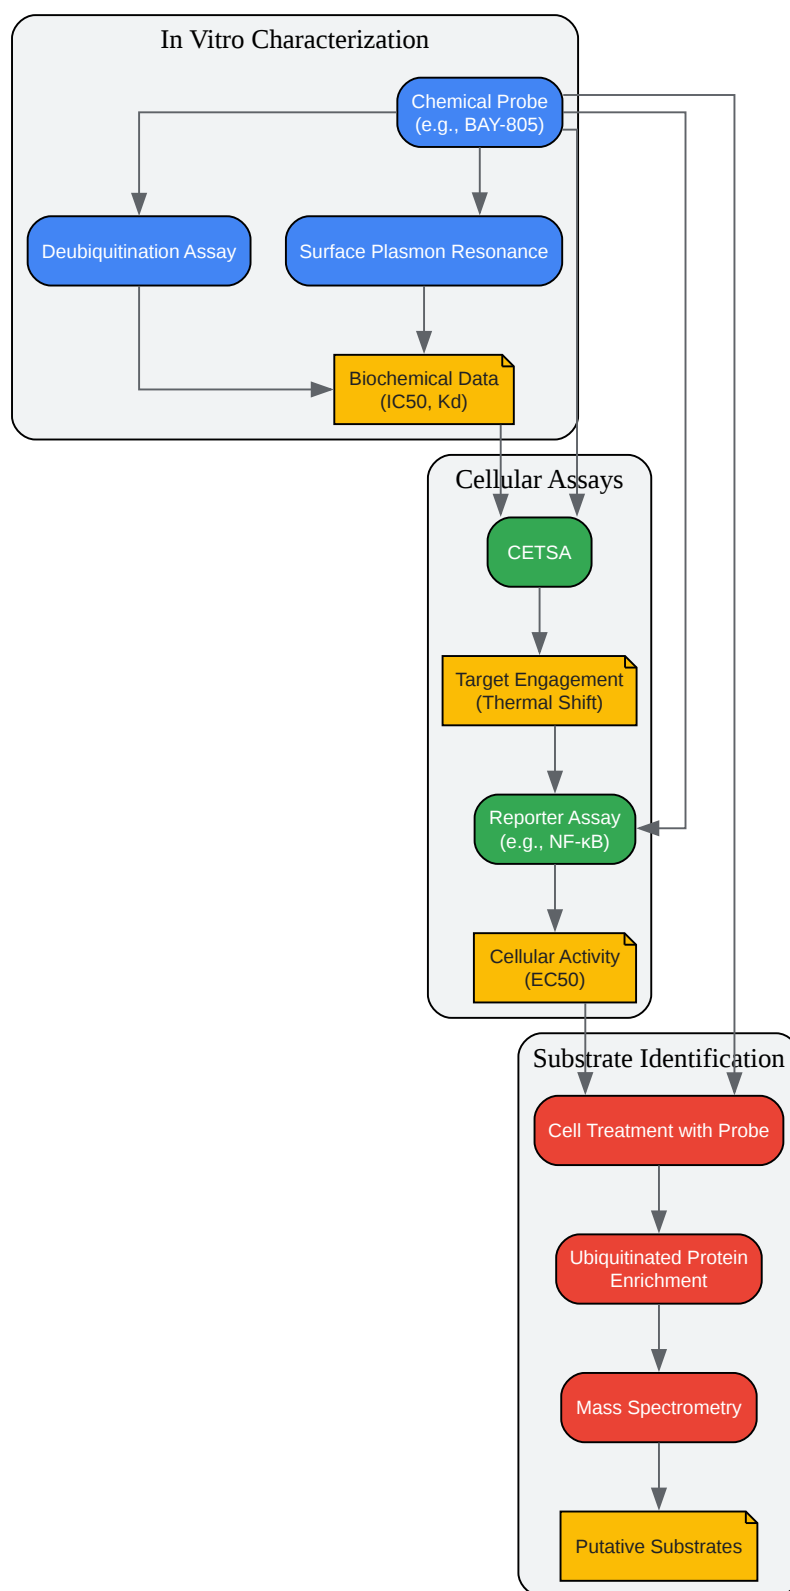 In Vitro Characterization
Chemical Probe
(e.g., BAY-805)
Deubiquitination Assay
Surface Plasmon Resonance
Biochemical Data
(IC50, Kd)
Cellular Assays
CETSA
Target Engagement
(Thermal Shift)
Reporter Assay
(e.g., NF-κB)
Cellular Activity
(EC50)
Substrate Identification
Cell Treatment with Probe
Ubiquitinated Protein
Enrichment
Mass Spectrometry
Putative Substrates